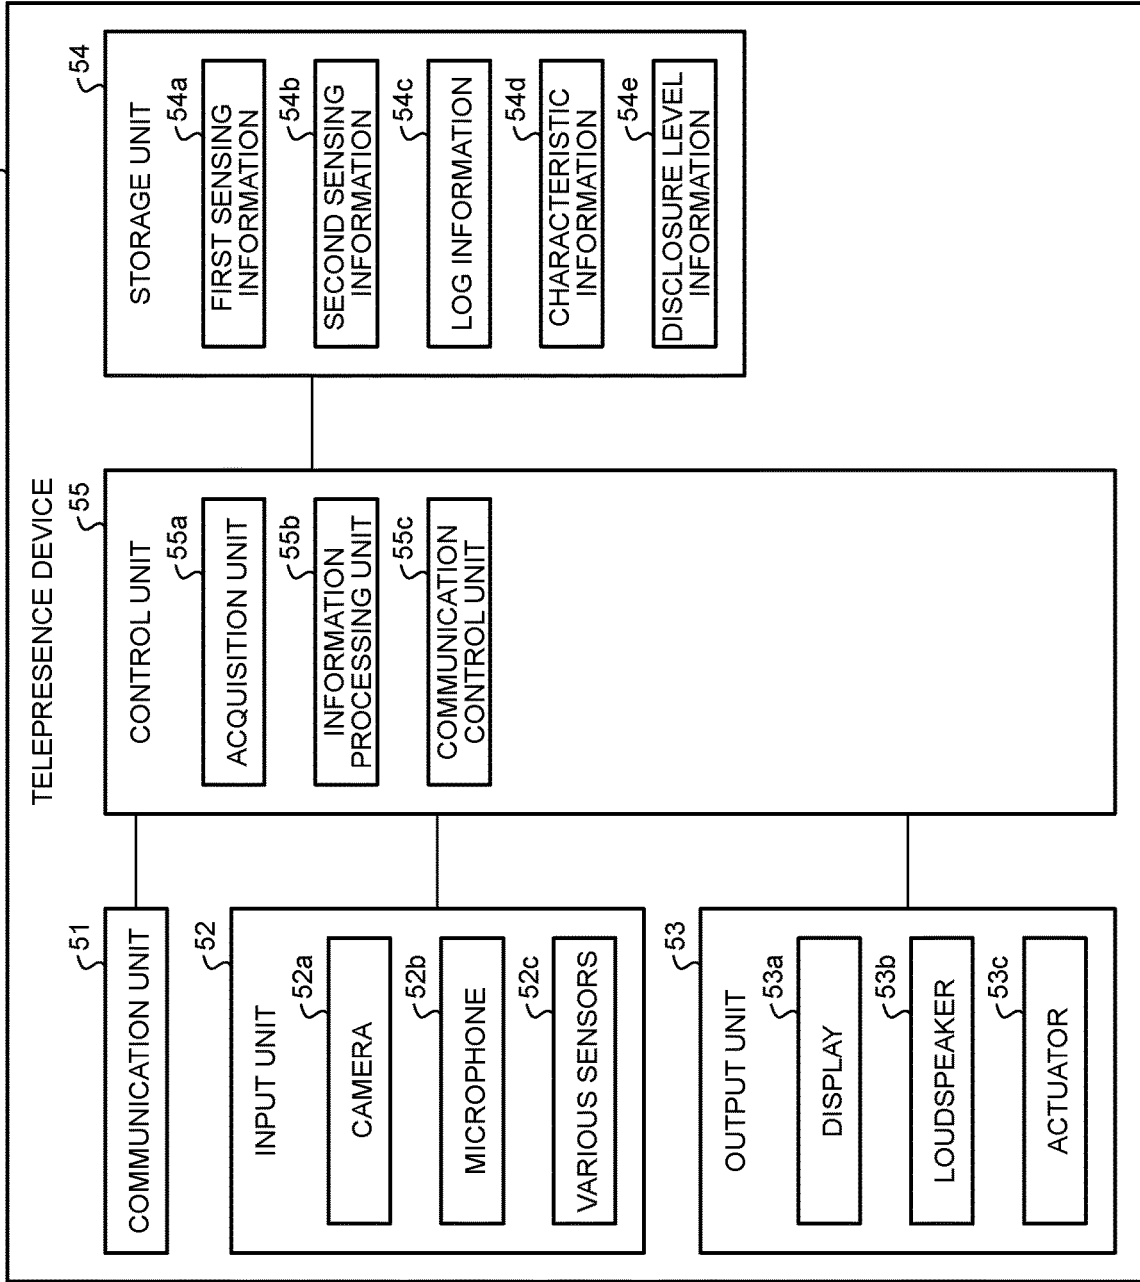 TELEPRESENCE DEVICE
51
COMMUNICATION UNIT
52
INPUT UNIT
52a
CAMERA
52b
MICROPHONE
52c
VARIOUS SENSORS
53
OUTPUT UNIT
53a
DISPLAY
53b
LOUDSPEAKER
53c
ACTUATOR
55
CONTROL UNIT
55a
ACQUISITION UNIT
55b
INFORMATION
PROCESSING UNIT
55c
COMMUNICATION
CONTROL UNIT
54
STORAGE UNIT
54a
FIRST SENSING
INFORMATION
54b
SECOND SENSING
INFORMATION
54c
LOG INFORMATION
54d
CHARACTERISTIC
INFORMATION
54e
DISCLOSURE LEVEL
INFORMATION